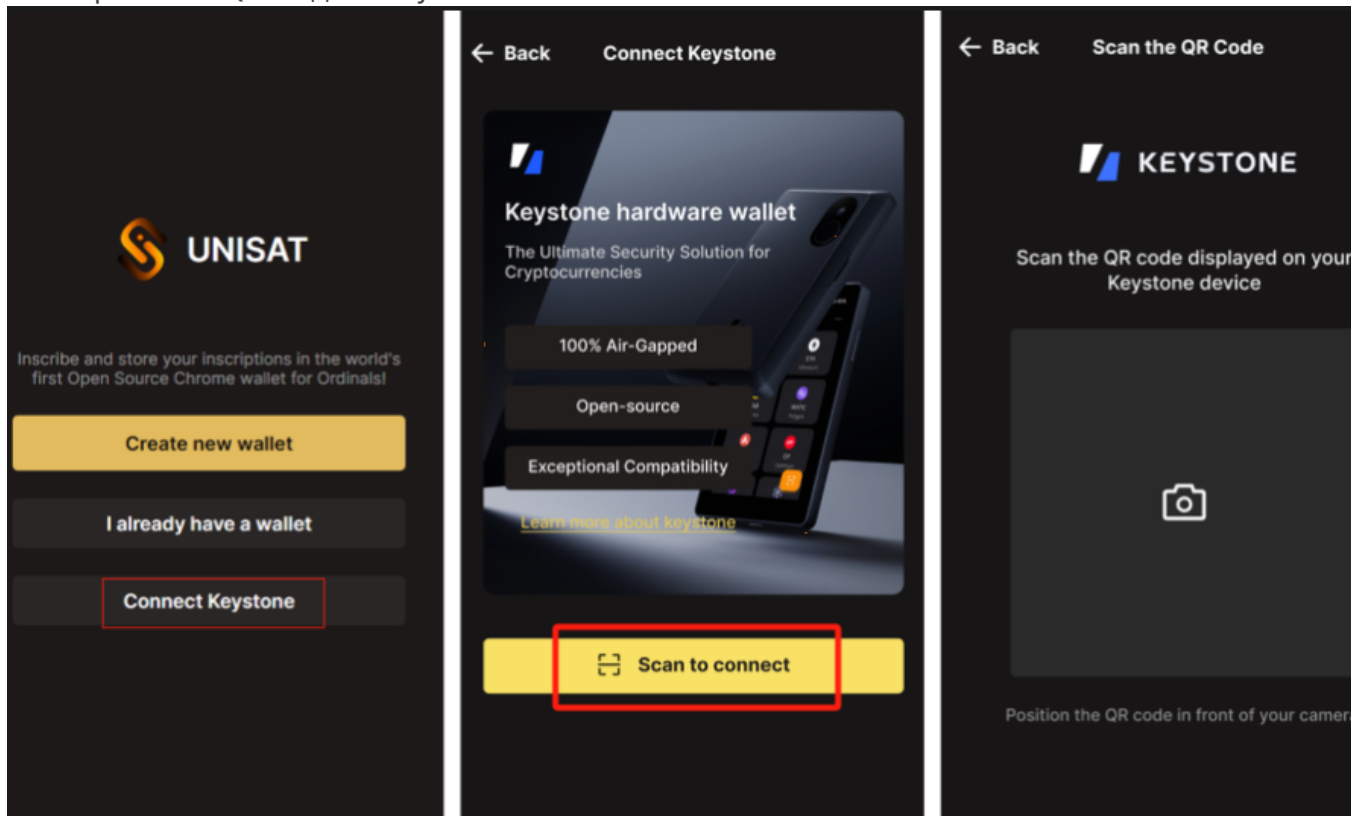 UNISAT
Inscribe and store your inscriptions in the world's
first Open Source Chrome wallet for Ordinals!
Create new wallet
I already have a wallet
Connect Keystone
Back
Connect Keystone
Keystone hardware wallet
The Ultimate Security Solution for
Cryptocurrencies
100% Air-Gapped
Open-source
Exceptional Compatibility
Learn more about keystone
Scan to connect
Back
Scan the QR Code
KEYSTONE
Scan the QR code displayed on your
Keystone device
Position the QR code in front of your camera